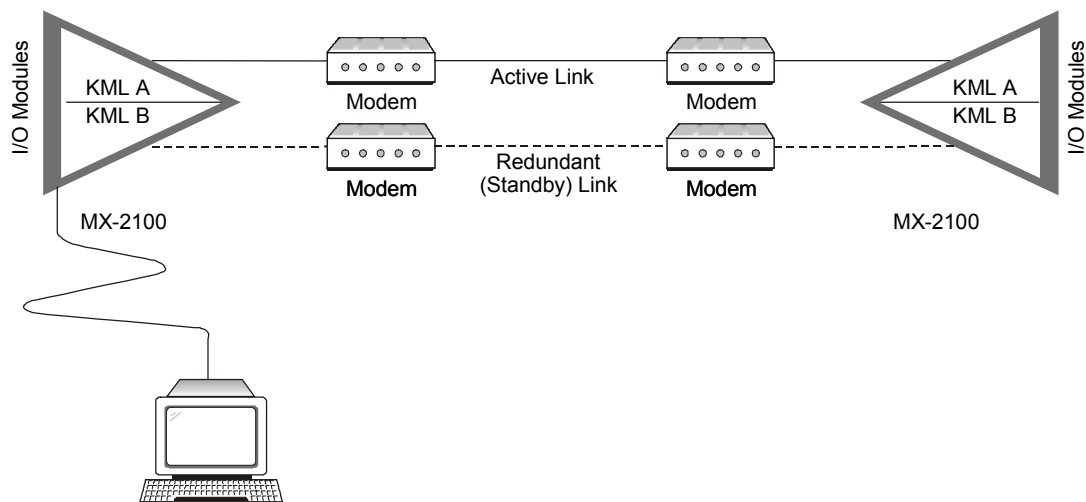 I/O Modules
KML A
KML B
Modem
Active Link
Modem
KML A
KML B
I/O Modules
Modem
Redundant
(Standby) Link
Modem
MX-2100
MX-2100